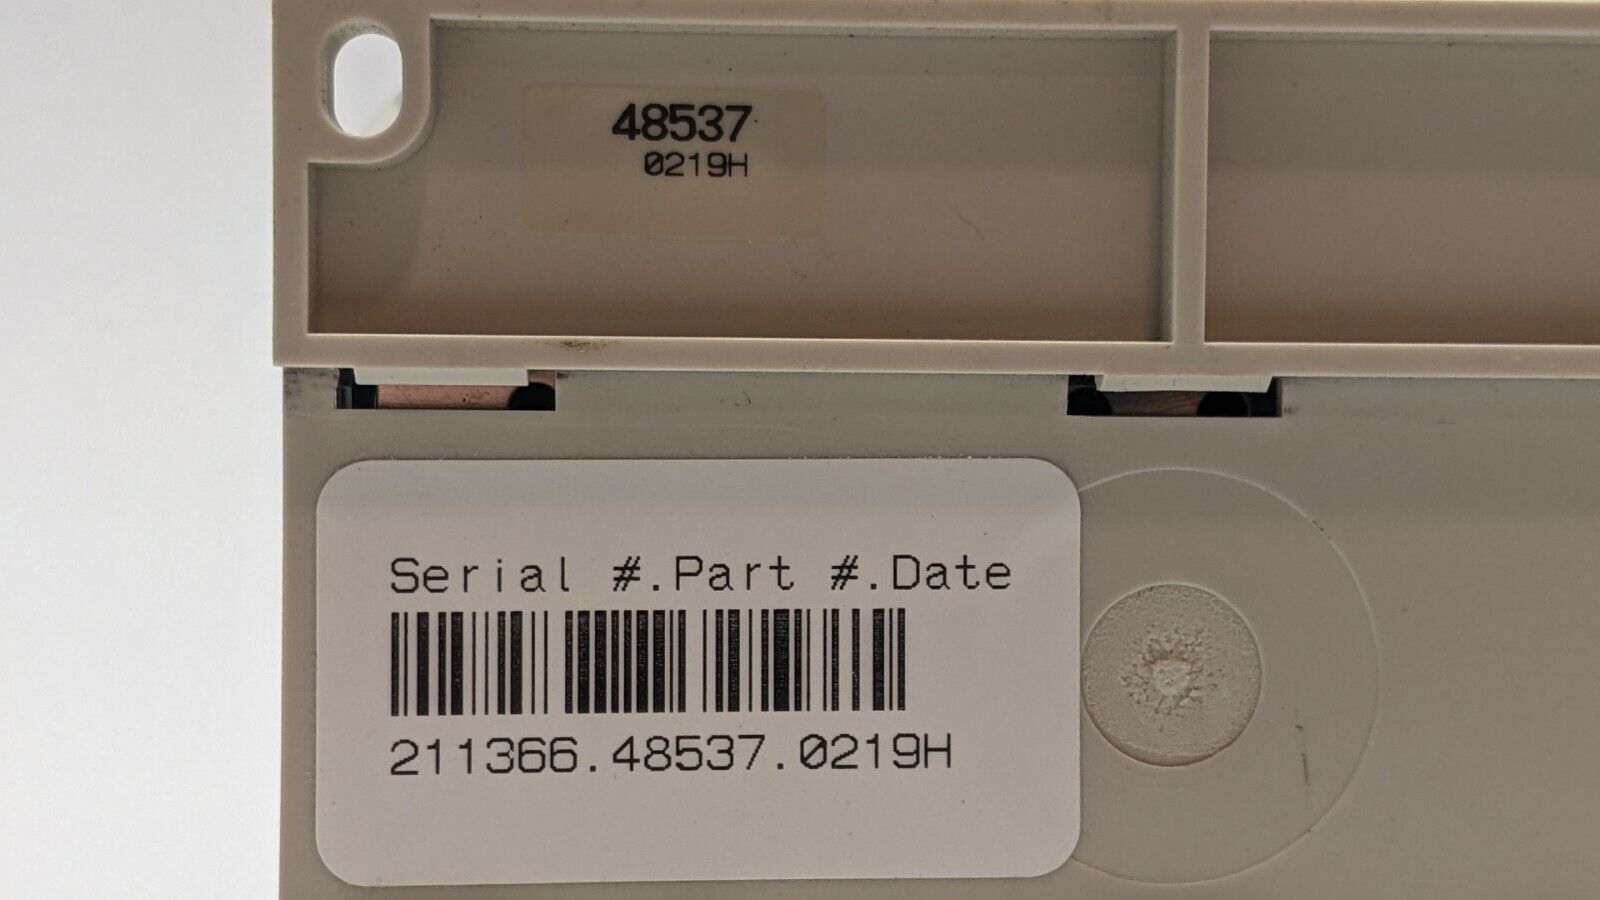 48537
0219H
Serial #.Part #.Date
211366.48537.0219H